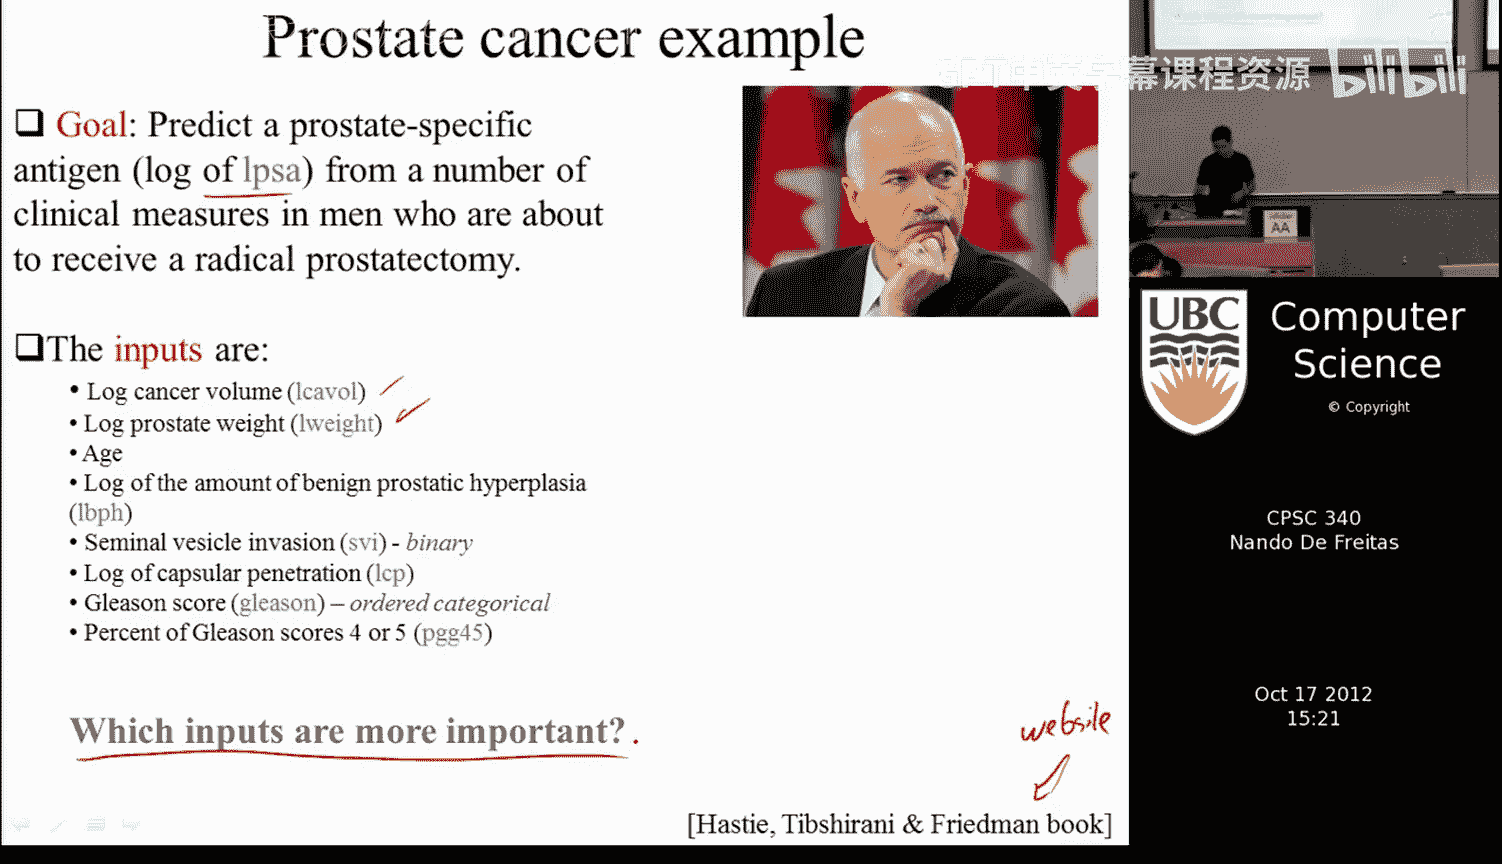 Prostate cancer example
幕课程资源 bilibili
Goal: Predict a prostate-specific
antigen (log of lpsa) from a number of
clinical measures in men who are about
to receive a radical prostatectomy.
The inputs are:
• Log cancer volume (lcavol)
• Log prostate weight (lweight)
• Age
• Log of the amount of benign prostatic hyperplasia
(lbph)
• Seminal vesicle invasion (svi) - binary
• Log of capsular penetration (lcp)
• Gleason score (gleason) – ordered categorical
• Percent of Gleason scores 4 or 5 (pgg45)
Which inputs are more important?.
website
[Hastie, Tibshirani & Friedman book]
AA
UBC
Computer
Science
© Copyright
CPSC 340
Nando De Freitas
Oct 17 2012
15:21